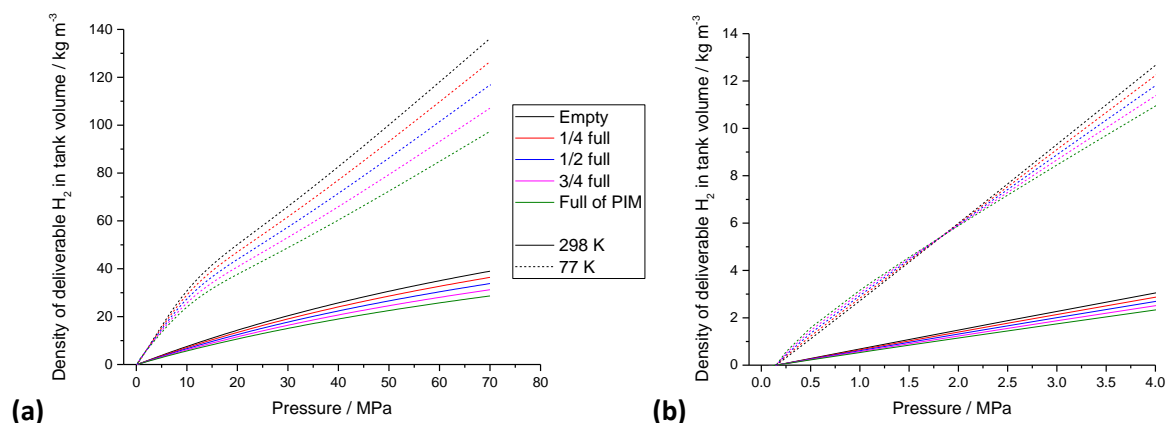 Density of deliverable H₂ in tank volume / kg m⁻³
140
120
100
80
60
40
20
0
0 10 20 30 40 50 60 70 80
Pressure / MPa
(a)
Empty
1/4 full
1/2 full
3/4 full
Full of PIM
298 K
77 K
Density of deliverable H₂ in tank volume / kg m⁻³
14
12
10
8
6
4
2
0
0.0 0.5 1.0 1.5 2.0 2.5 3.0 3.5 4.0
Pressure / MPa
(b)